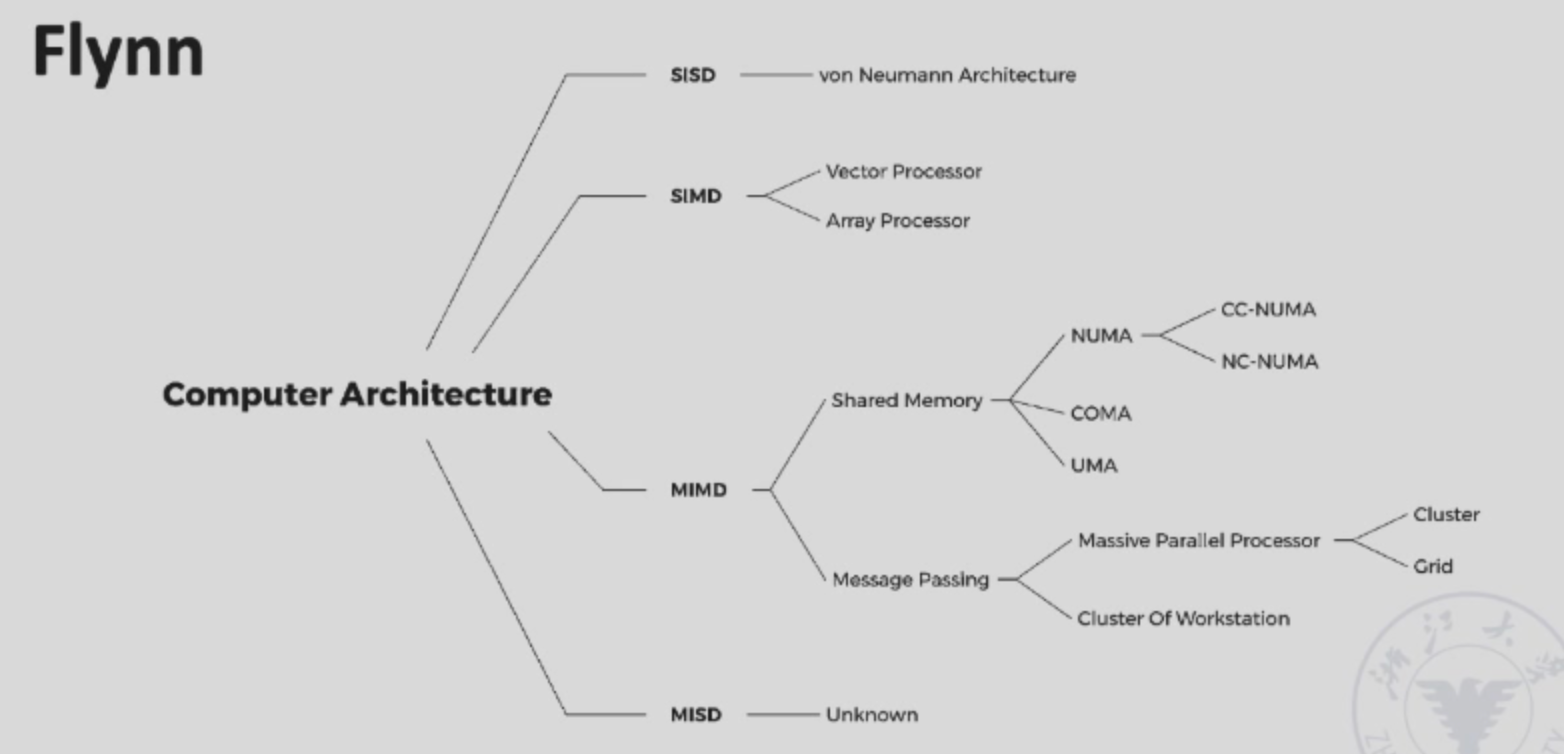 Flynn
SISD
von Neumann Architecture
SIMD
Vector Processor
Array Processor
Computer Architecture
MIMD
Shared Memory
NUMA
CC-NUMA
NC-NUMA
COMA
UMA
Message Passing
Massive Parallel Processor
Cluster
Grid
Cluster Of Workstation
MISD
Unknown
浙江大学